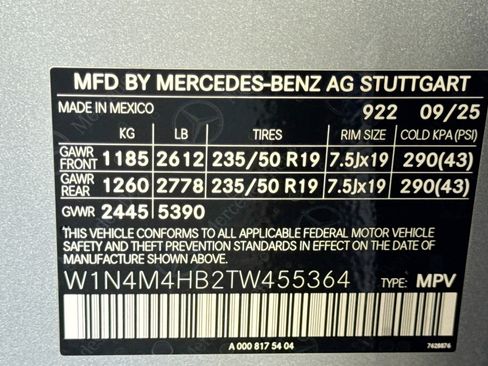 MFD BY MERCEDES-BENZ AG STUTTGART
MADE IN MEXICO 922 09/25
KG LB TIRES RIM SIZE COLD KPA (PSI)
GAWR FRONT 1185 2612 235/50 R19 7.5Jx19 290(43)
GAWR REAR 1260 2778 235/50 R19 7.5Jx19 290(43)
GVWR 2445 5390
THIS VEHICLE CONFORMS TO ALL APPLICABLE FEDERAL MOTOR VEHICLE
SAFETY AND THEFT PREVENTION STANDARDS IN EFFECT ON THE DATE OF
MANUFACTURE SHOWN ABOVE.
W1N4M4HB2TW455364 TYPE: MPV
A 000 817 54 04 7628876